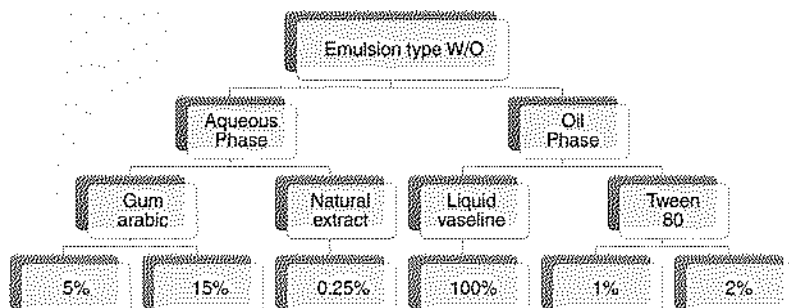 Emulsion type W/O
Aqueous
Phase
Oil
Phase
Gum
arabic
Natural
extract
Liquid
vaseline
Tween
80
5%
15%
0.25%
100%
1%
2%